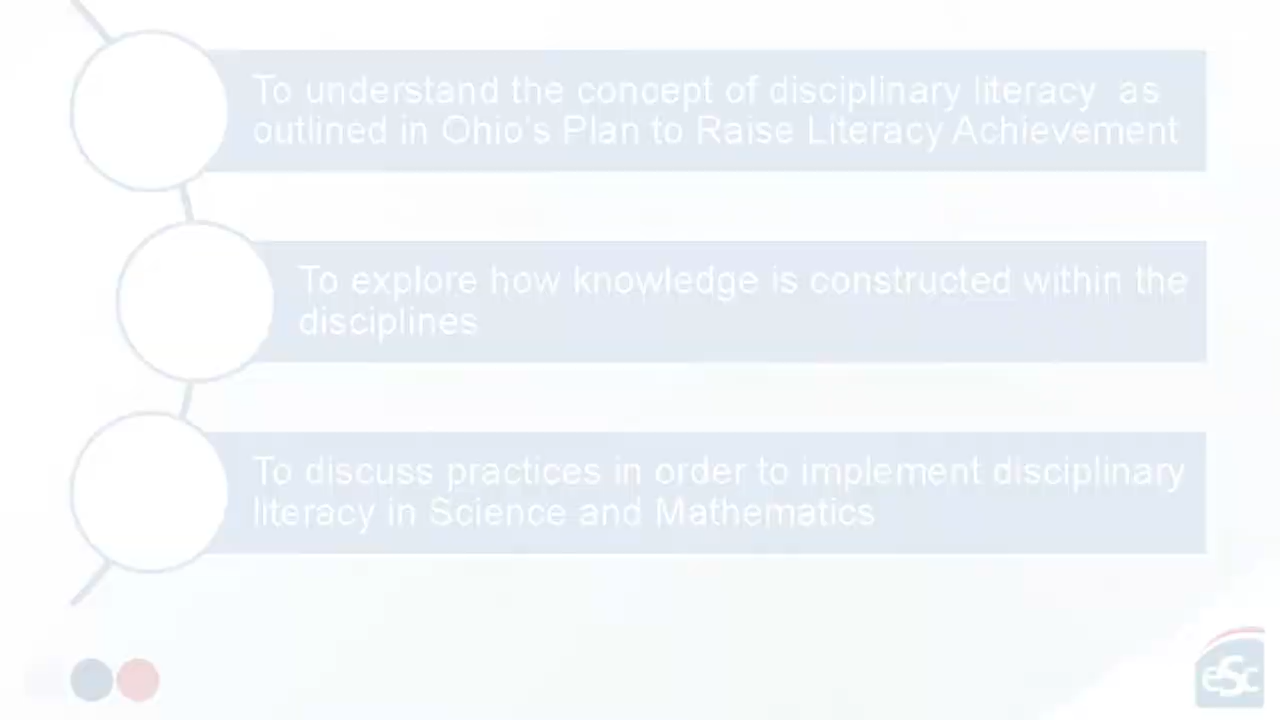 To understand the concept of disciplinary literacy as
outlined in Ohio's Plan to Raise Literacy Achievement
To explore how knowledge is constructed within the
disciplines
To discuss practices in order to implement disciplinary
literacy in Science and Mathematics
eSc